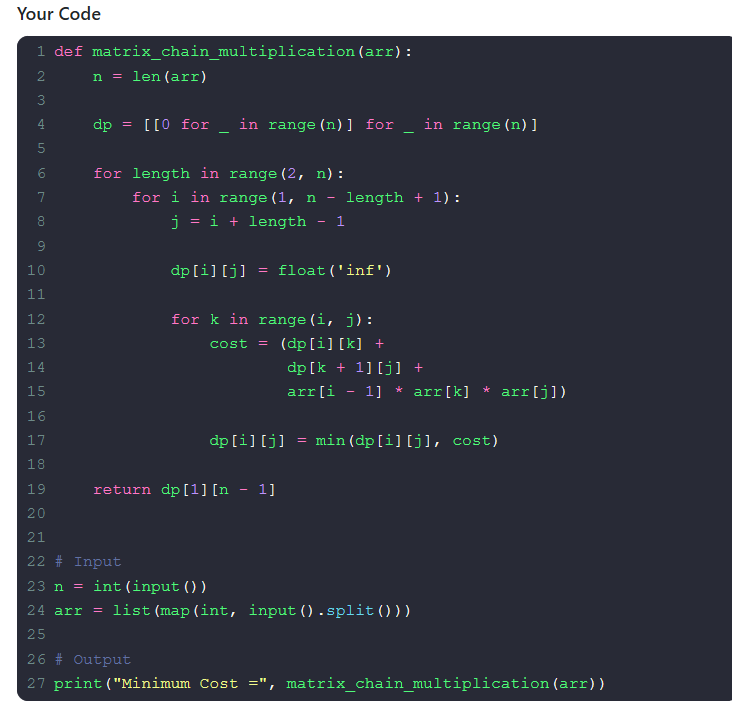 Your Code
1 def matrix_chain_multiplication(arr):
2     n = len(arr)
3
4     dp = [[0 for _ in range(n)] for _ in range(n)]
5
6     for length in range(2, n):
7         for i in range(1, n - length + 1):
8             j = i + length - 1
9
10             dp[i][j] = float('inf')
11
12             for k in range(i, j):
13                 cost = (dp[i][k] +
14                         dp[k + 1][j] +
15                         arr[i - 1] * arr[k] * arr[j])
16
17                 dp[i][j] = min(dp[i][j], cost)
18
19     return dp[1][n - 1]
20
21
22 # Input
23 n = int(input())
24 arr = list(map(int, input().split()))
25
26 # Output
27 print("Minimum Cost =", matrix_chain_multiplication(arr))